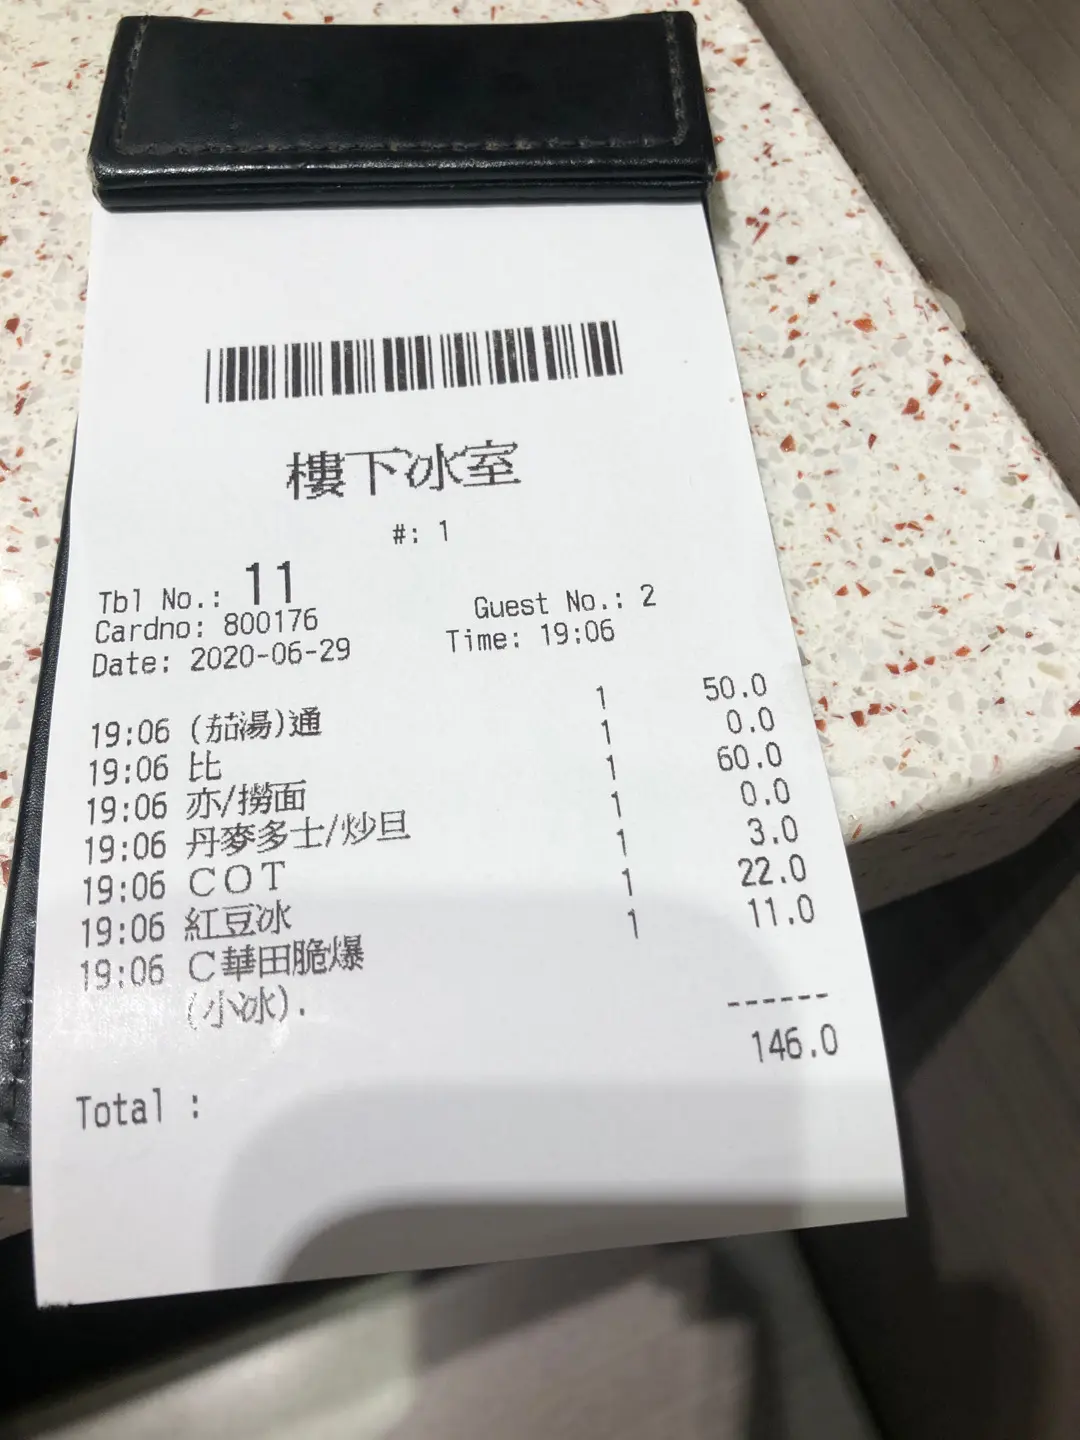 樓下冰室
#: 1
Tbl No.: 11 Guest No.: 2
Cardno: 800176 Time: 19:06
Date: 2020-06-29
19:06 (茄湯)通 1 50.0
19:06 比 1 0.0
19:06 亦/撈面 1 60.0
19:06 丹麥多士/炒旦 1 0.0
19:06 COT 1 3.0
19:06 紅豆冰 1 22.0
19:06 C華田脆爆 1 11.0
(小冰).
------
146.0
Total :